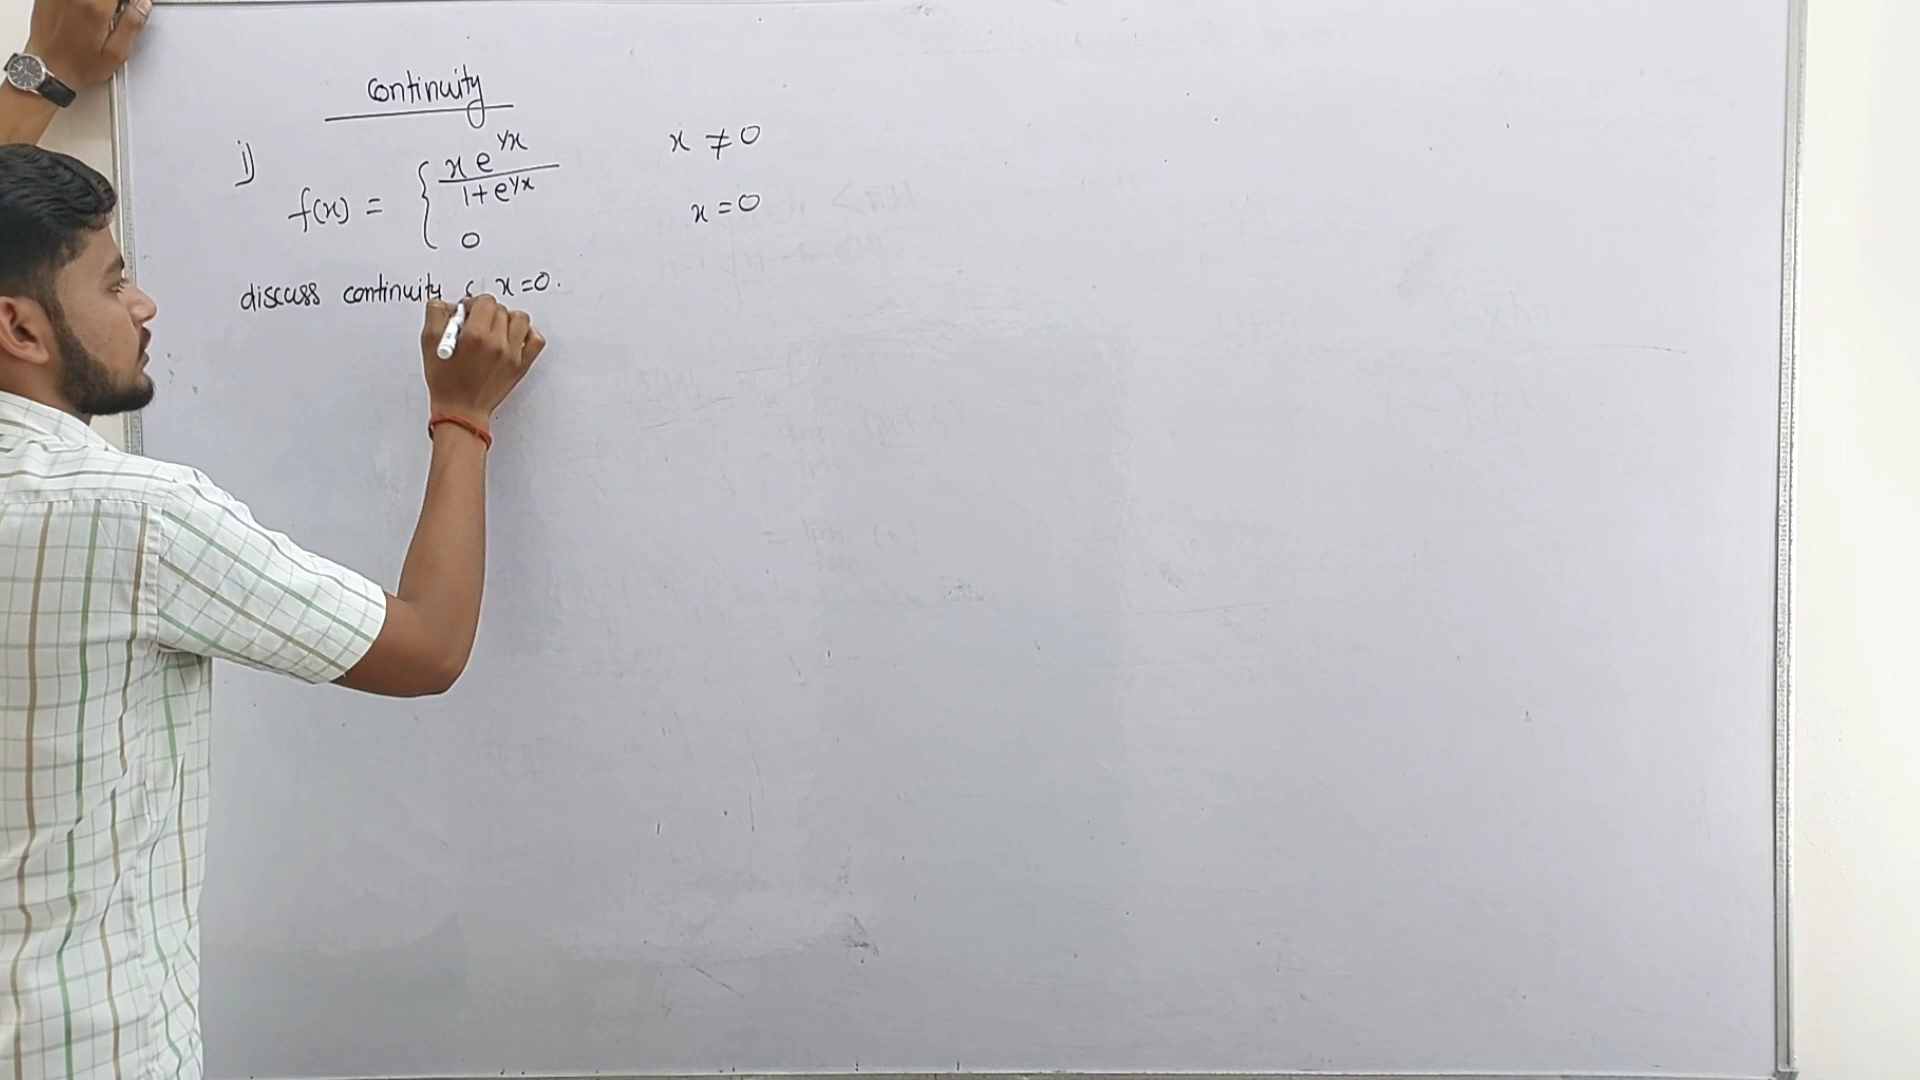 Continuity
i)
f(x) = { x e^{1/x} / 1+e^{1/x}   x ≠ 0
0   x = 0
discuss continuity x=0.